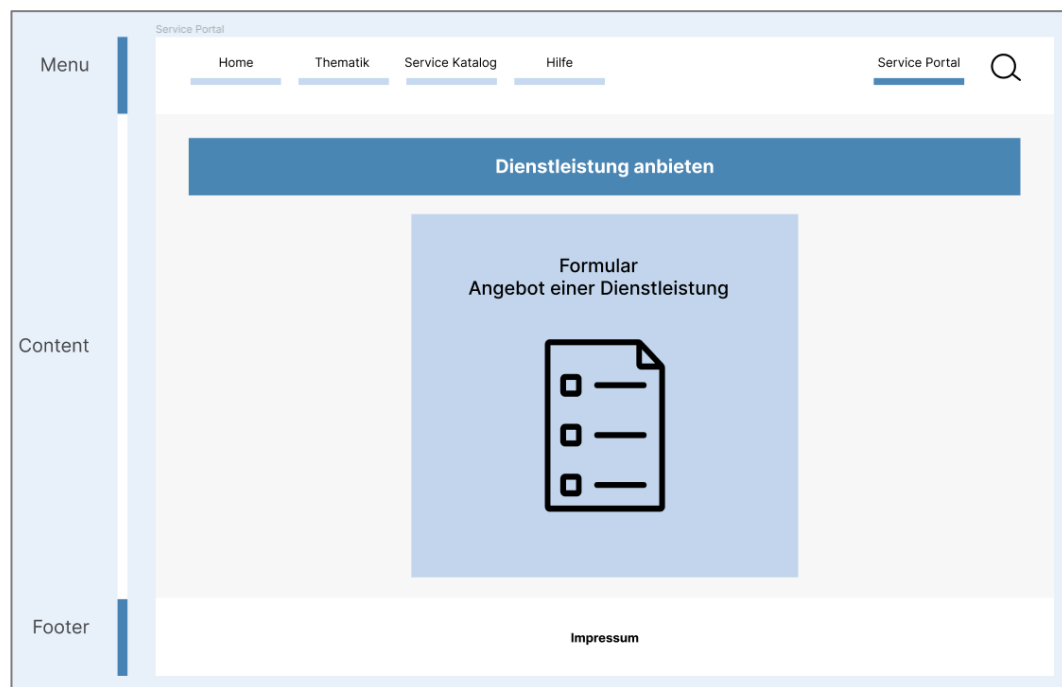 Service Portal
Menu
Home
Thematik
Service Katalog
Hilfe
Service Portal
Dienstleistung anbieten
Formular
Angebot einer Dienstleistung
Content
Footer
Impressum